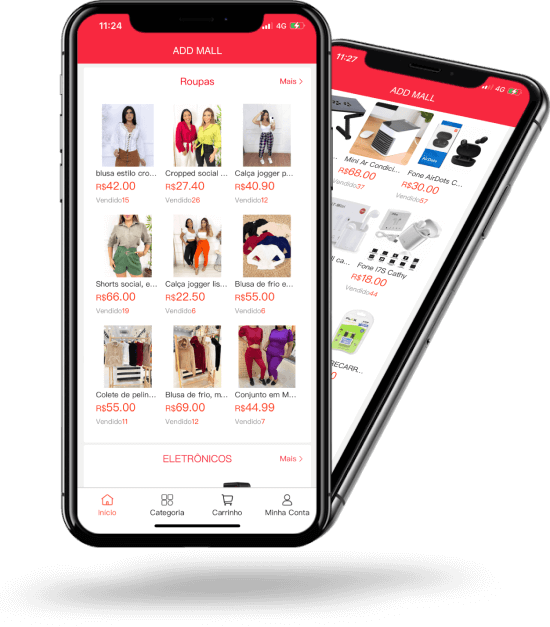 11:24
4G
ADD MALL
Roupas
Mais >
blusa estilo cro...
Cropped social ...
Calça jogger p...
R$42.00
R$27.40
R$40.90
Vendido15
Vendido26
Vendido12
Shorts social, e...
Calça jogger lis...
Blusa de frio e...
R$66.00
R$22.50
R$55.00
Vendido19
Vendido6
Vendido6
Colete de pelin...
Blusa de frio, m...
Conjunto em M...
R$55.00
R$69.00
R$44.99
Vendido11
Vendido12
Vendido7
ELETRÔNICOS
Mais >
Início
Categoria
Carrinho
Minha Conta
11:27
4G
ADD MALL
AirDots
Mini Ar Condici...
Fone AirDots C...
R$68.00
R$30.00
Vendido37
Vendido57
ca...
Fone I7S Cathy
R$18.00
Vendido44
RECARR...
0